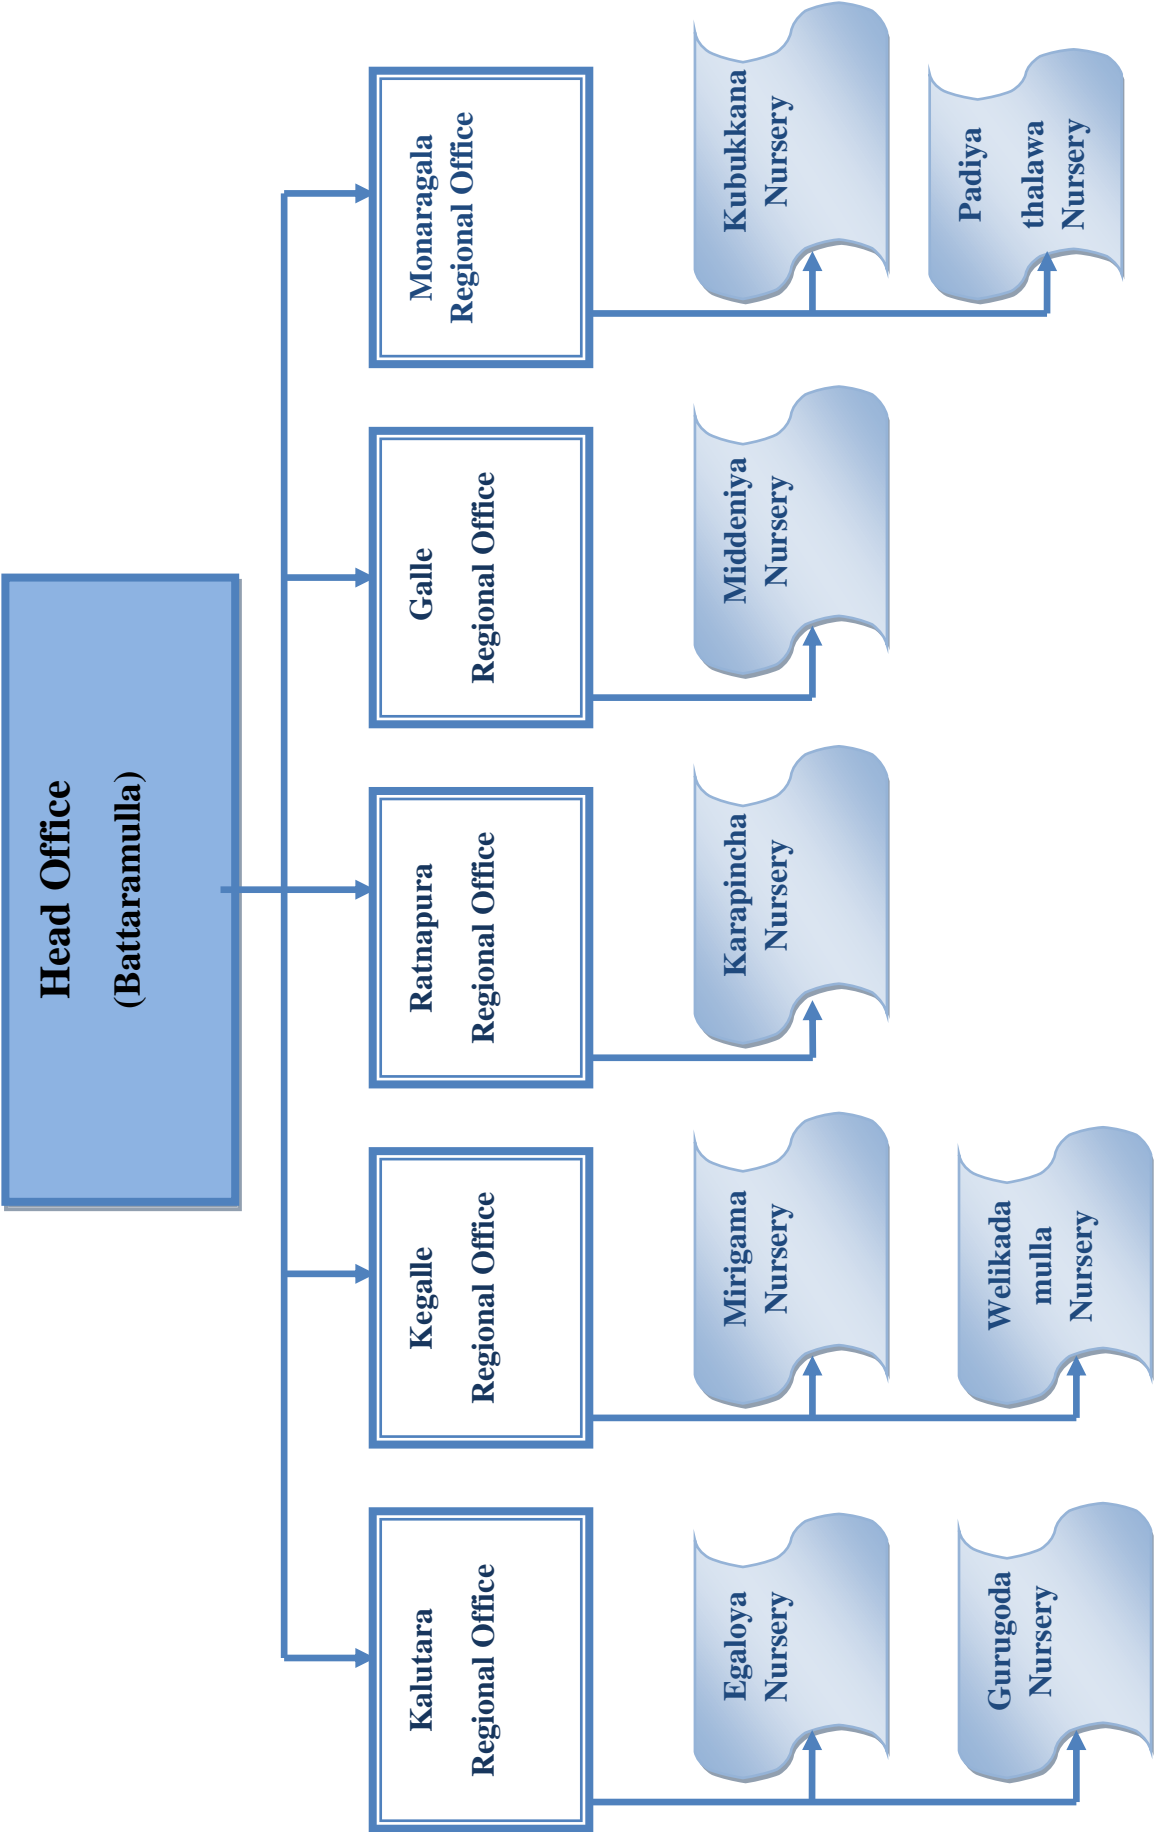 Head Office
(Battaramulla)
Kalutara
Regional Office
Kegalle
Regional Office
Ratnapura
Regional Office
Galle
Regional Office
Monaragala
Regional Office
Egaloya
Nursery
Mirigama
Nursery
Karapincha
Nursery
Middeniya
Nursery
Kubukkana
Nursery
Gurugoda
Nursery
Welikada
mulla
Nursery
Padiya
thalawa
Nursery